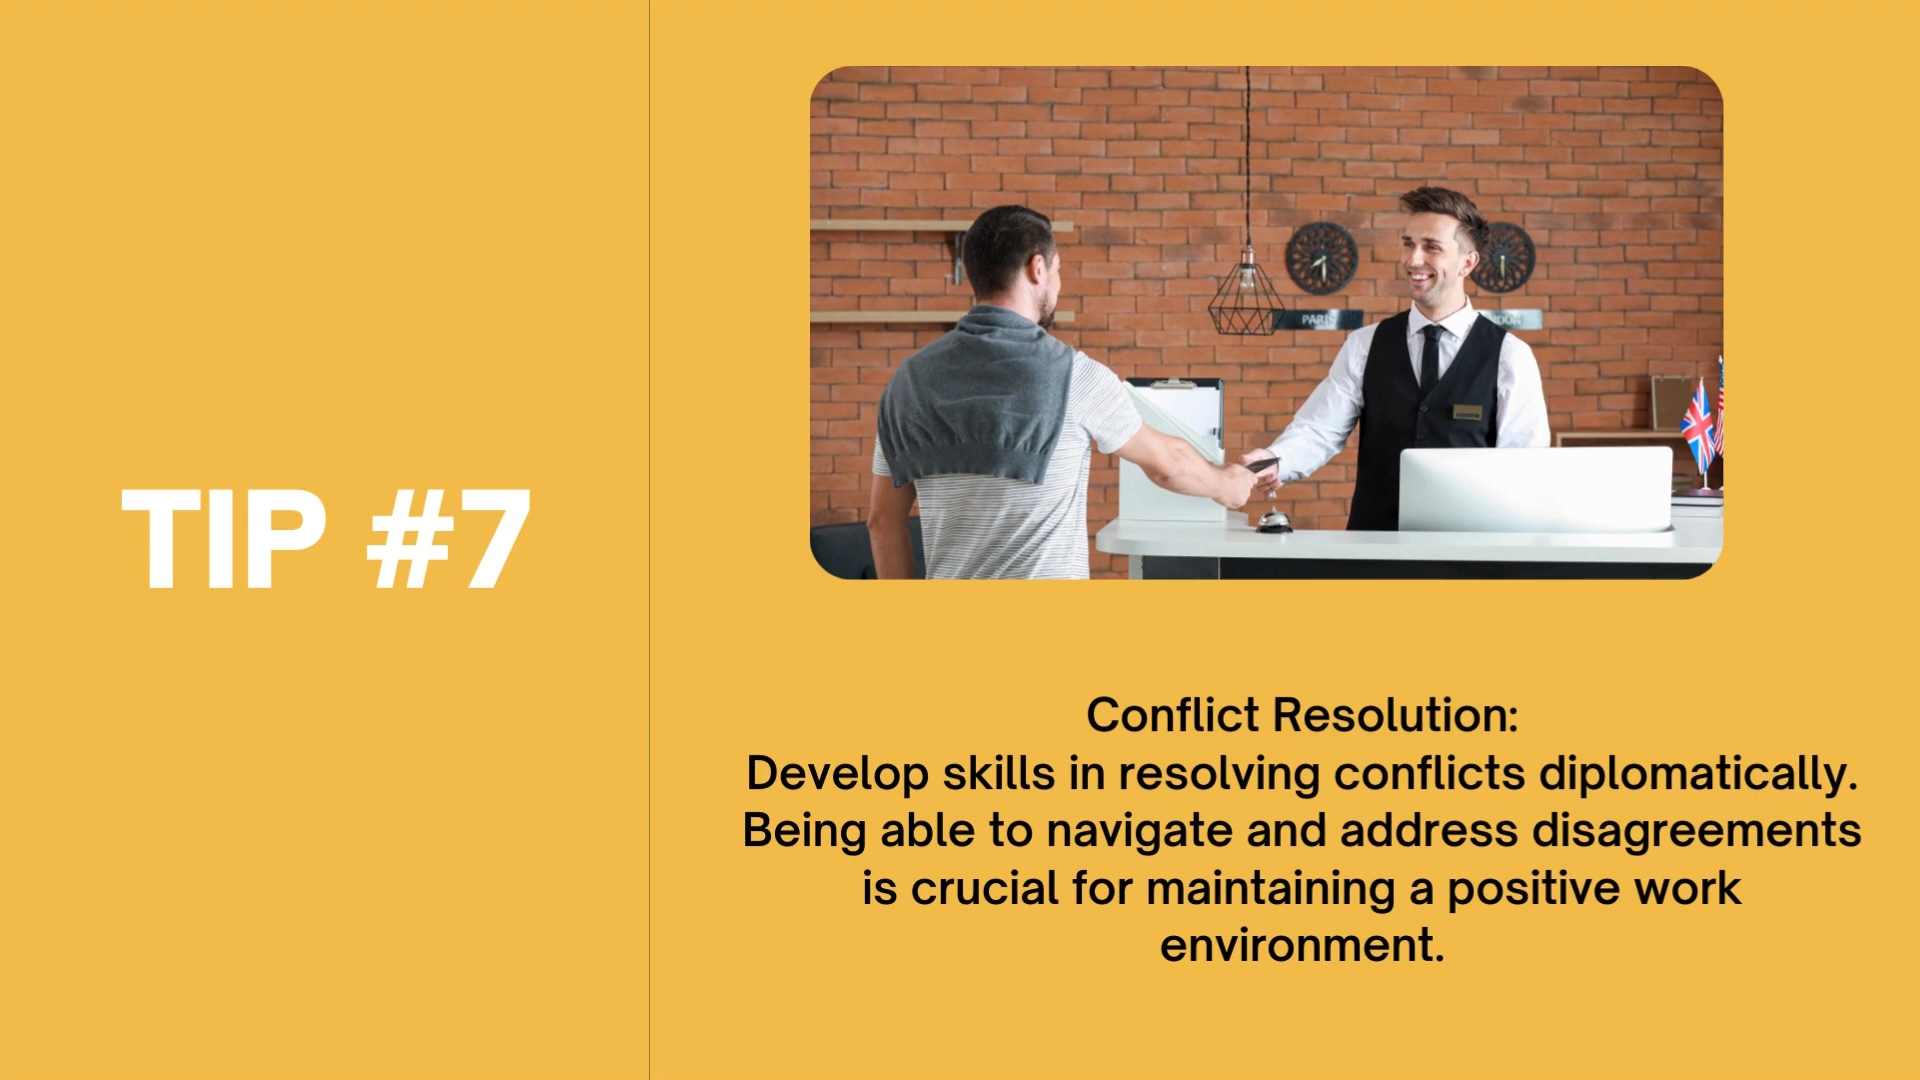 TIP #7
PARIS
Conflict Resolution:
Develop skills in resolving conflicts diplomatically.
Being able to navigate and address disagreements
is crucial for maintaining a positive work
environment.